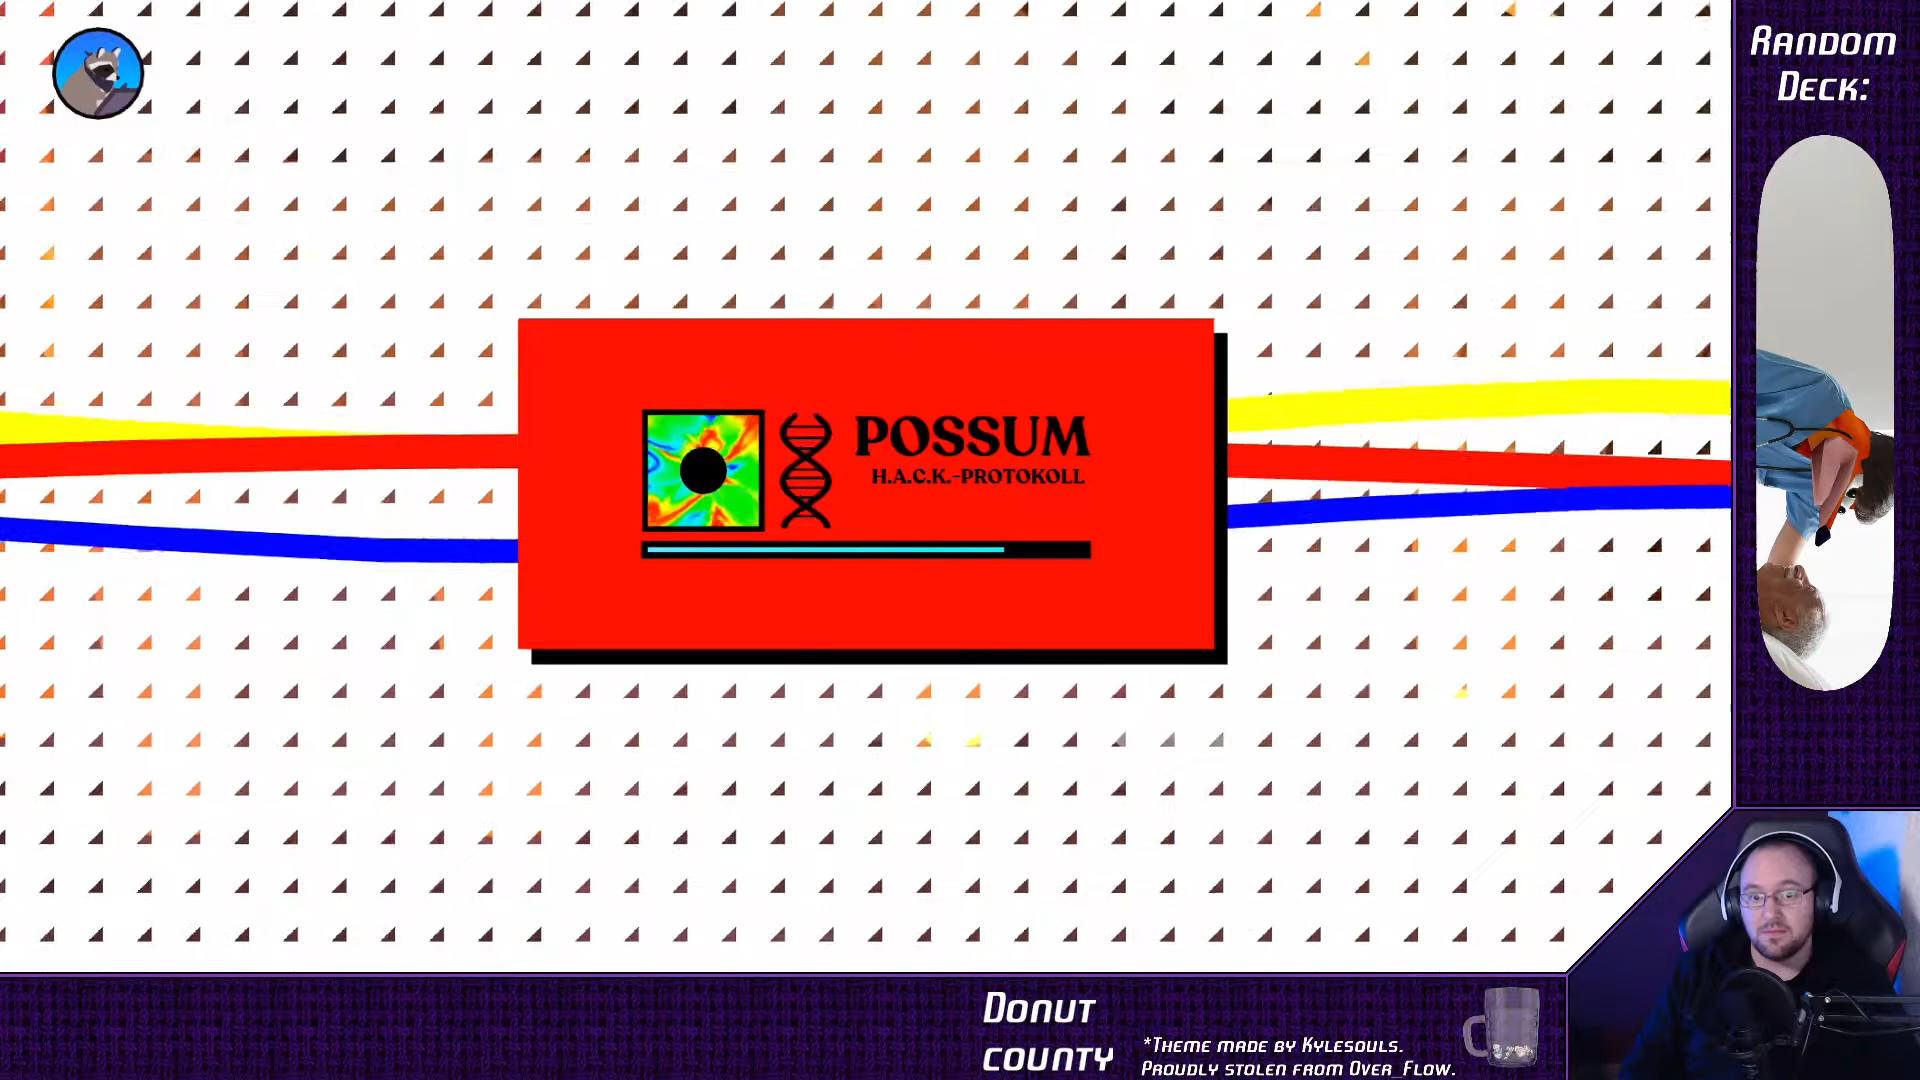 RANDOM
DECK:
POSSUM
H.A.C.K.-PROTOKOLL
DONUT
COUNTY
*THEME MADE BY KYLESOULS.
PROUDLY STOLEN FROM OVER_FLOW.